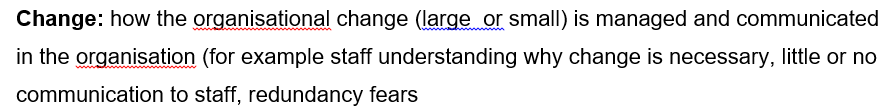 Change: how the organisational change (large  or small) is managed and communicated
in the organisation (for example staff understanding why change is necessary, little or no
communication to staff, redundancy fears